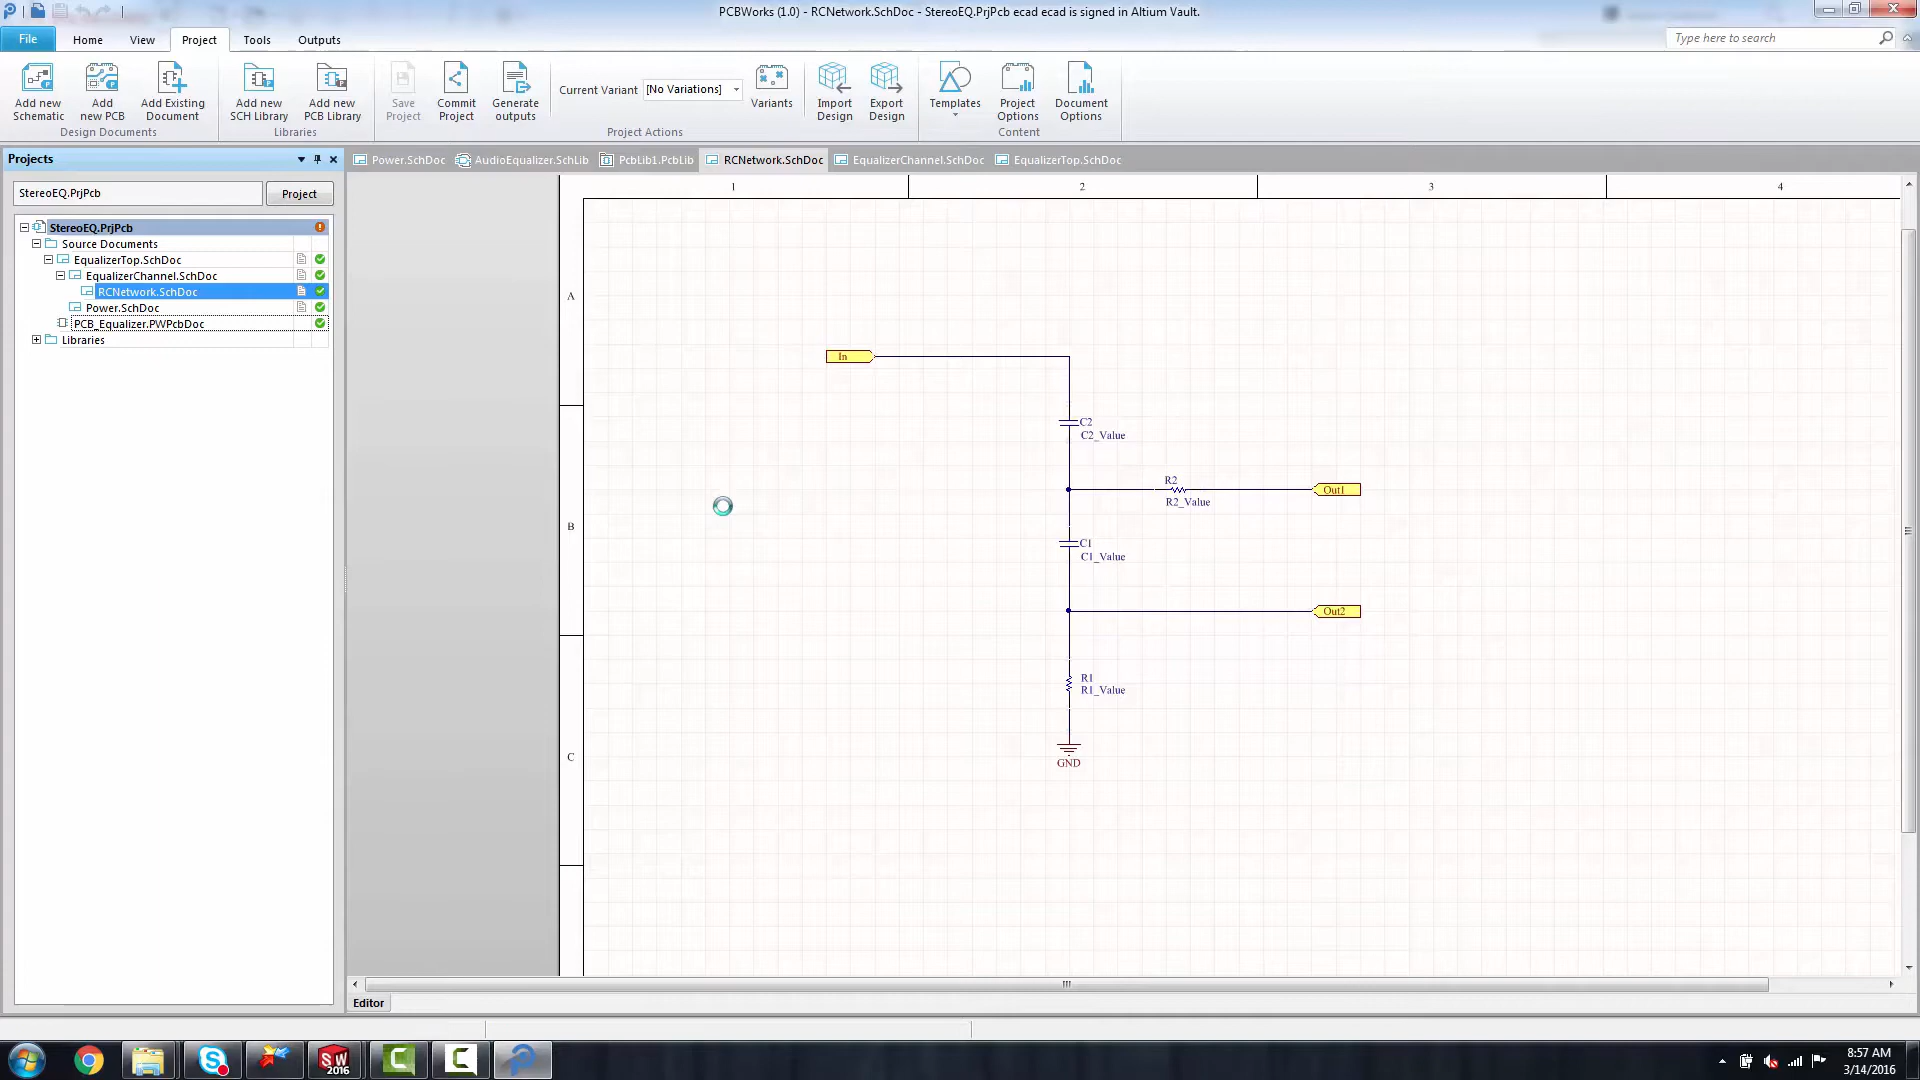 PCBWorks (1.0) - RCNetwork.SchDoc - StereoEQ.PrjPcb ecad ecad is signed in Altium Vault.
File Home View Project Tools Outputs Type here to search
Add new Schematic
Add new PCB
Add Existing Document
Design Documents
Add new SCH Library
Add new PCB Library
Libraries
Save Project
Commit Project
Generate outputs
Current Variant [No Variations]
Variants
Project Actions
Import Design
Export Design
Templates
Project Options
Document Options
Content
Projects
StereoEQ.PrjPcb Project
StereoEQ.PrjPcb
Source Documents
EqualizerTop.SchDoc
EqualizerChannel.SchDoc
RCNetwork.SchDoc
Power.SchDoc
PCB_Equalizer.PWPcbDoc
Libraries
Power.SchDoc AudioEqualizer.SchLib PcbLib1.PcbLib RCNetwork.SchDoc EqualizerChannel.SchDoc EqualizerTop.SchDoc
1 2 3 4
A
In
C2
C2_Value
R2
R2_Value
Out1
B
C1
C1_Value
Out2
R1
R1_Value
C
GND
Editor
SW
2016
8:57 AM
3/14/2016